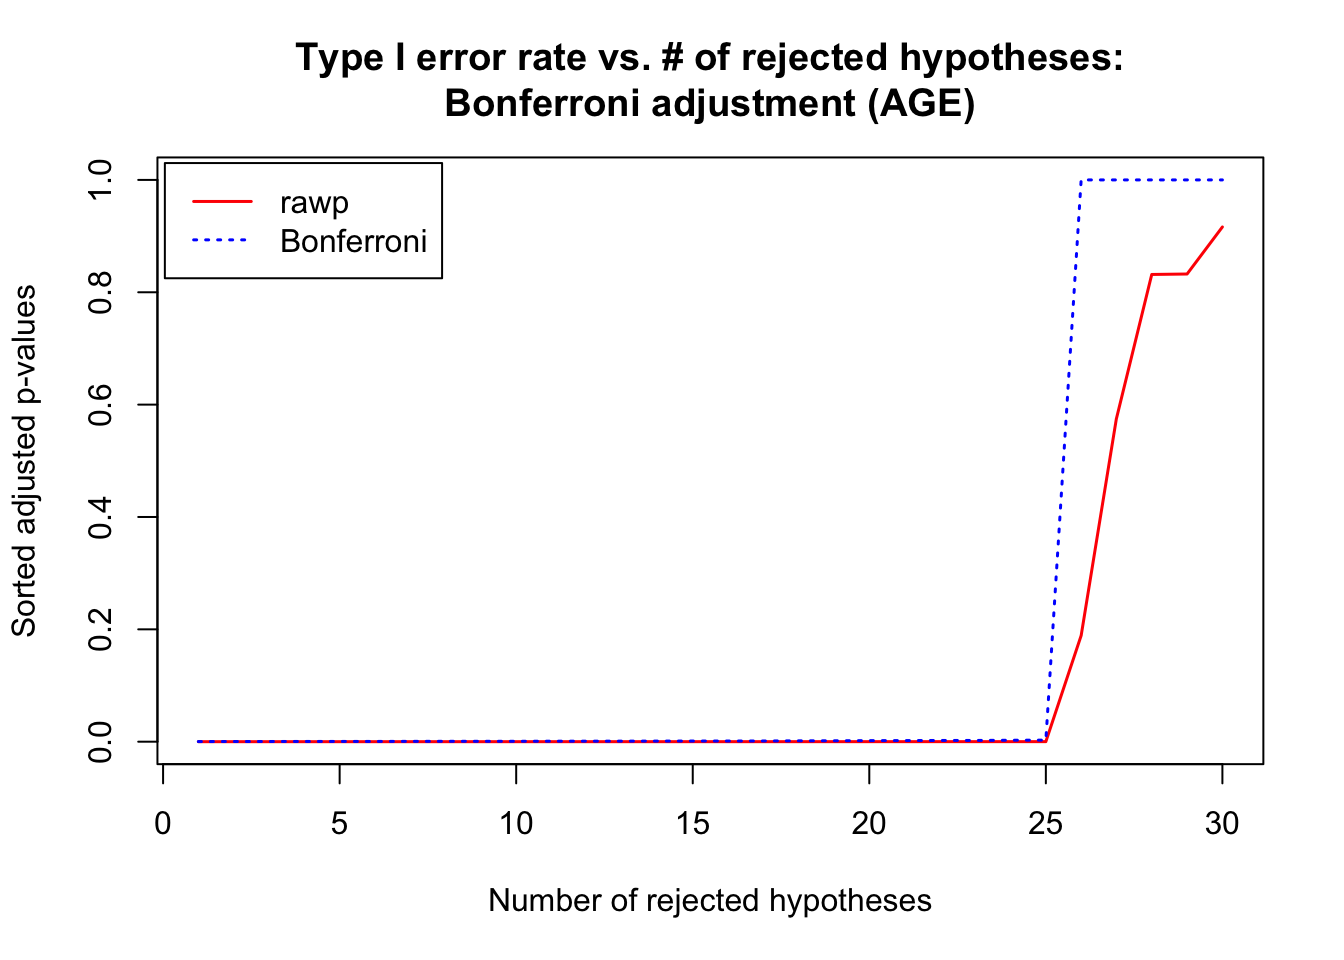 Type I error rate vs. # of rejected hypotheses:
Bonferroni adjustment (AGE)
rawp
Bonferroni
Sorted adjusted p-values
1.0
0.8
0.6
0.4
0.2
0.0
0 5 10 15 20 25 30
Number of rejected hypotheses